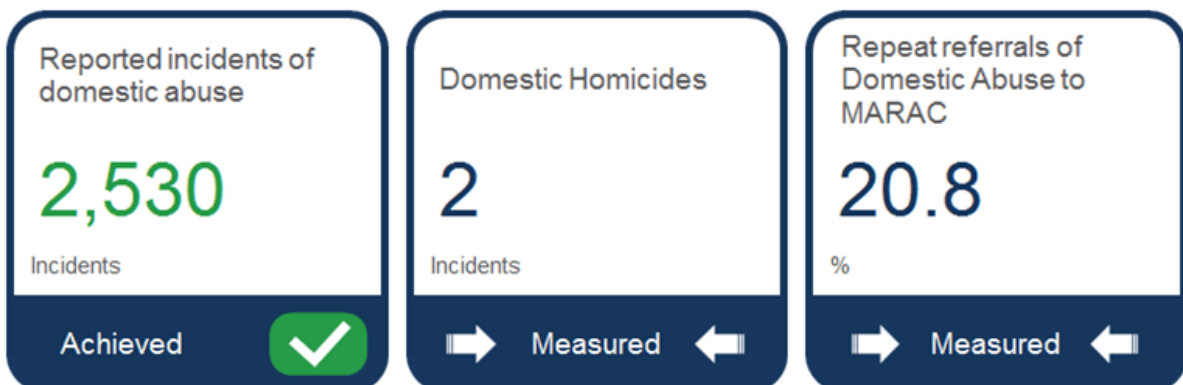 Reported incidents of
domestic abuse
2,530
Incidents
Achieved
Domestic Homicides
2
Incidents
Measured
Repeat referrals of
Domestic Abuse to
MARAC
20.8
%
Measured